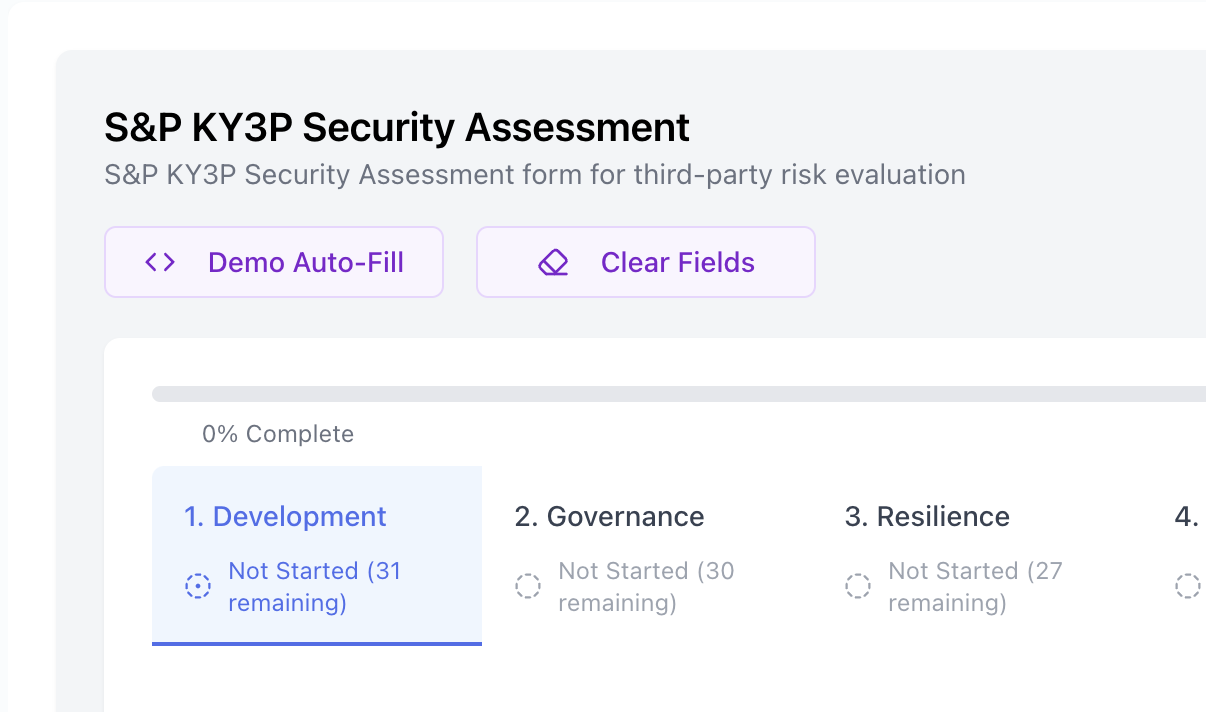 S&P KY3P Security Assessment
S&P KY3P Security Assessment form for third-party risk evaluation
Demo Auto-Fill
Clear Fields
0% Complete
1. Development
Not Started (31
remaining)
2. Governance
Not Started (30
remaining)
3. Resilience
Not Started (27
remaining)
4.